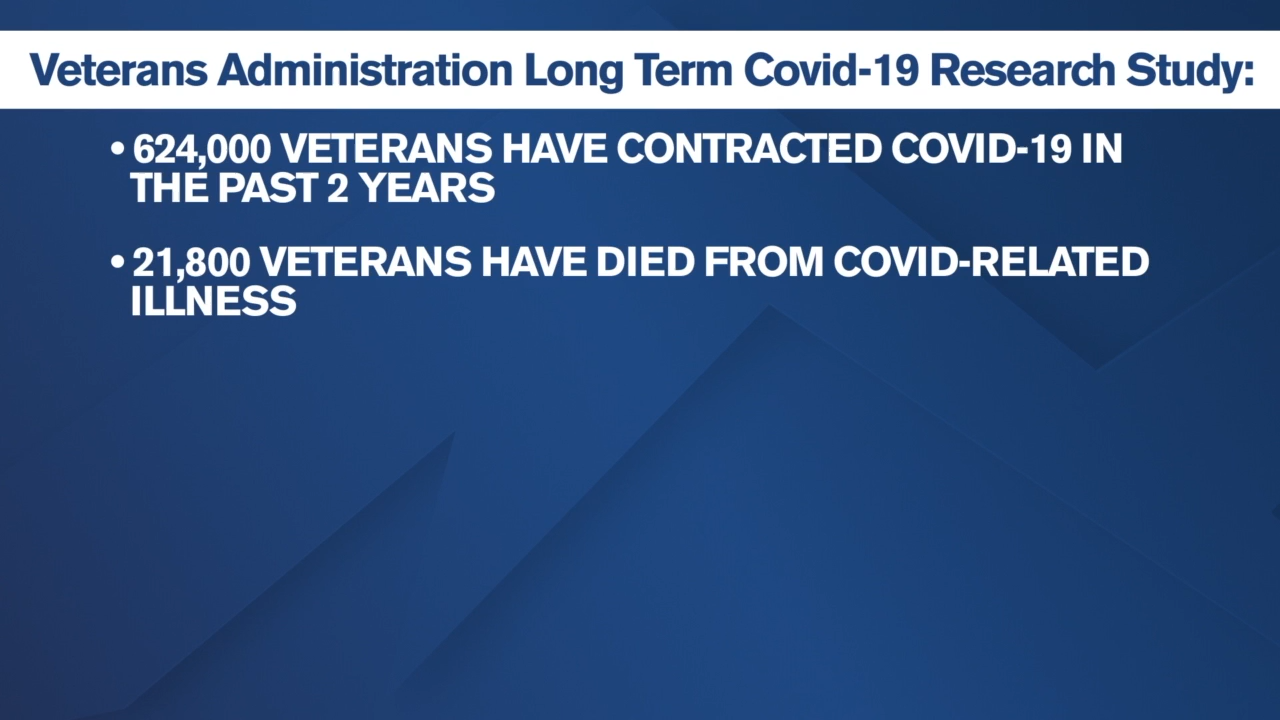 Veterans Administration Long Term Covid-19 Research Study:
• 624,000 VETERANS HAVE CONTRACTED COVID-19 IN
THE PAST 2 YEARS
• 21,800 VETERANS HAVE DIED FROM COVID-RELATED
ILLNESS